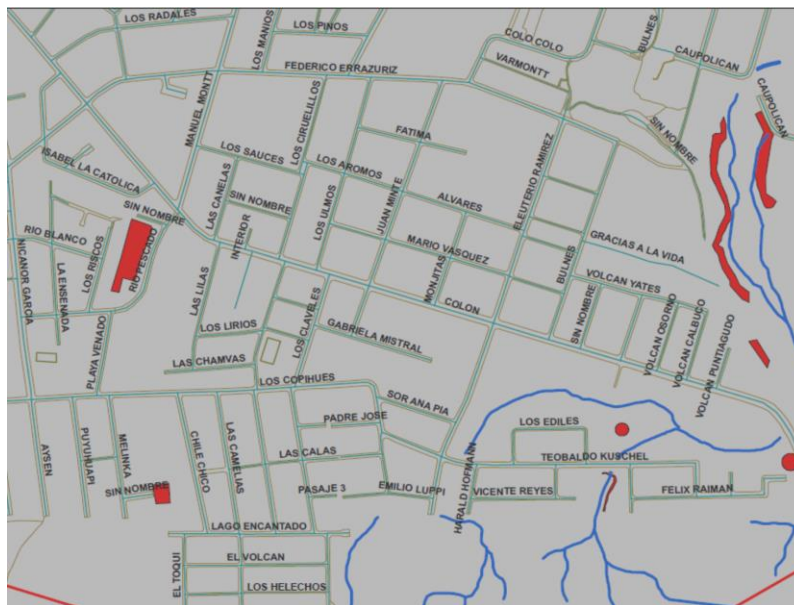 LOS RADALES
LOS MANIOS
LOS PINOS
COLO COLO
BULNES
CAUPOLICAN
FEDERICO ERRAZURIZ
VARMONTT
CAUPOLICAN
MANUEL MONTT
LOS CIRUELILLOS
FATIMA
SIN NOMBRE
ISABEL LA CATOLICA
LOS SAUCES
LOS AROMOS
ELEUTERIO RAMIREZ
LAS CANELAS
SIN NOMBRE
LOS ULMOS
JUAN MINTE
ALVARES
SIN NOMBRE
RIO BLANCO
INTERIOR
MARIO VASQUEZ
GRACIAS A LA VIDA
NICANOR GARCIA
LA ENSENADA
LOS RISCOS
RIO PESCADO
LAS LILAS
MONJITAS
BULNES
VOLCAN YATES
COLON
SIN NOMBRE
VOLCAN OSORNO
VOLCAN CALBUCO
VOLCAN PUNTIAGUDO
LOS LIRIOS
LOS CLAVELES
GABRIELA MISTRAL
PLAYA VENADO
LAS CHAMVAS
LOS COPIHUES
SOR ANA PIA
PADRE JOSE
LOS EDILES
AYSEN
PUYUHUAPI
MELINKA
CHILE CHICO
LAS CAMELIAS
LAS CALAS
TEOBALDO KUSCHEL
SIN NOMBRE
PASAJE 3
EMILIO LUPPI
HARALD HOFMANN
VICENTE REYES
FELIX RAIMAN
LAGO ENCANTADO
EL TOQUI
EL VOLCAN
LOS HELECHOS